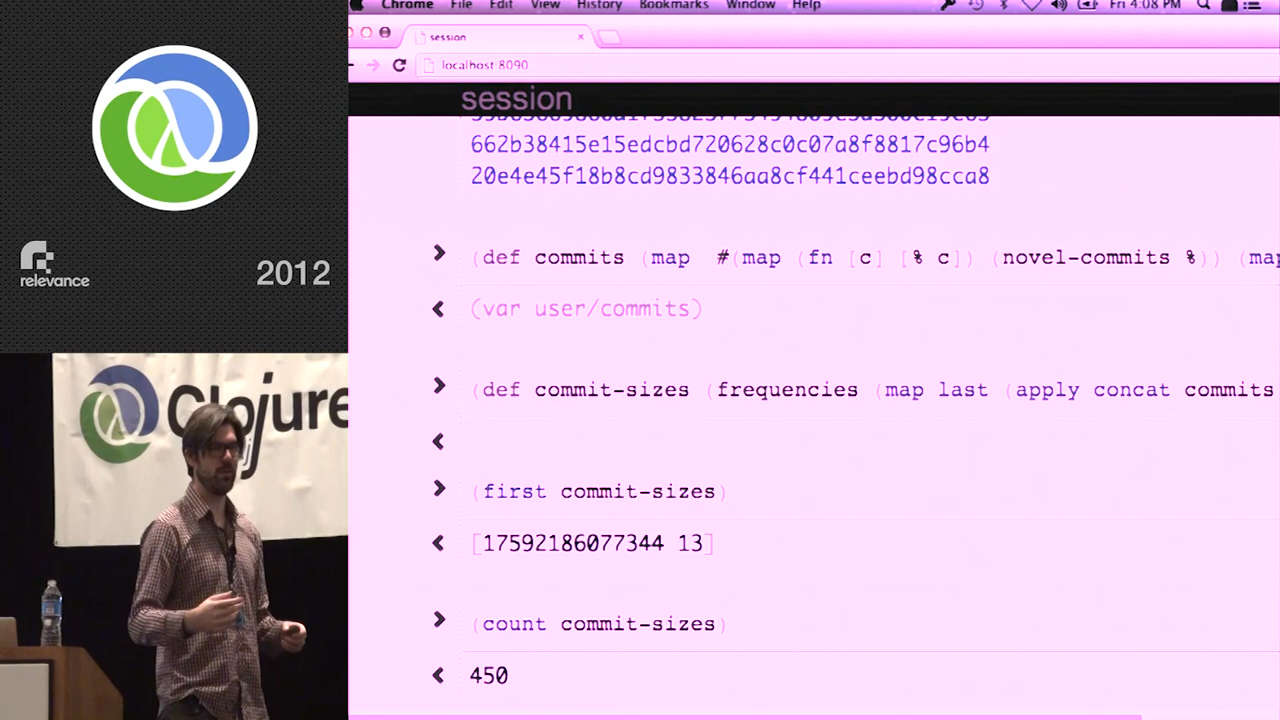 Chrome File Edit View History Bookmarks Window Help Fri 4:08 PM
session
localhost:8090
session
662b38415e15edcbd720628c0c07a8f8817c96b4
20e4e45f18b8cd9833846aa8cf441ceebd98cca8
> (def commits (map #(map (fn [c] [% c]) (novel-commits %)) (map
< (var user/commits)
> (def commit-sizes (frequencies (map last (apply concat commits
<
> (first commit-sizes)
< [17592186077344 13]
> (count commit-sizes)
< 450
relevance
2012
Clojure